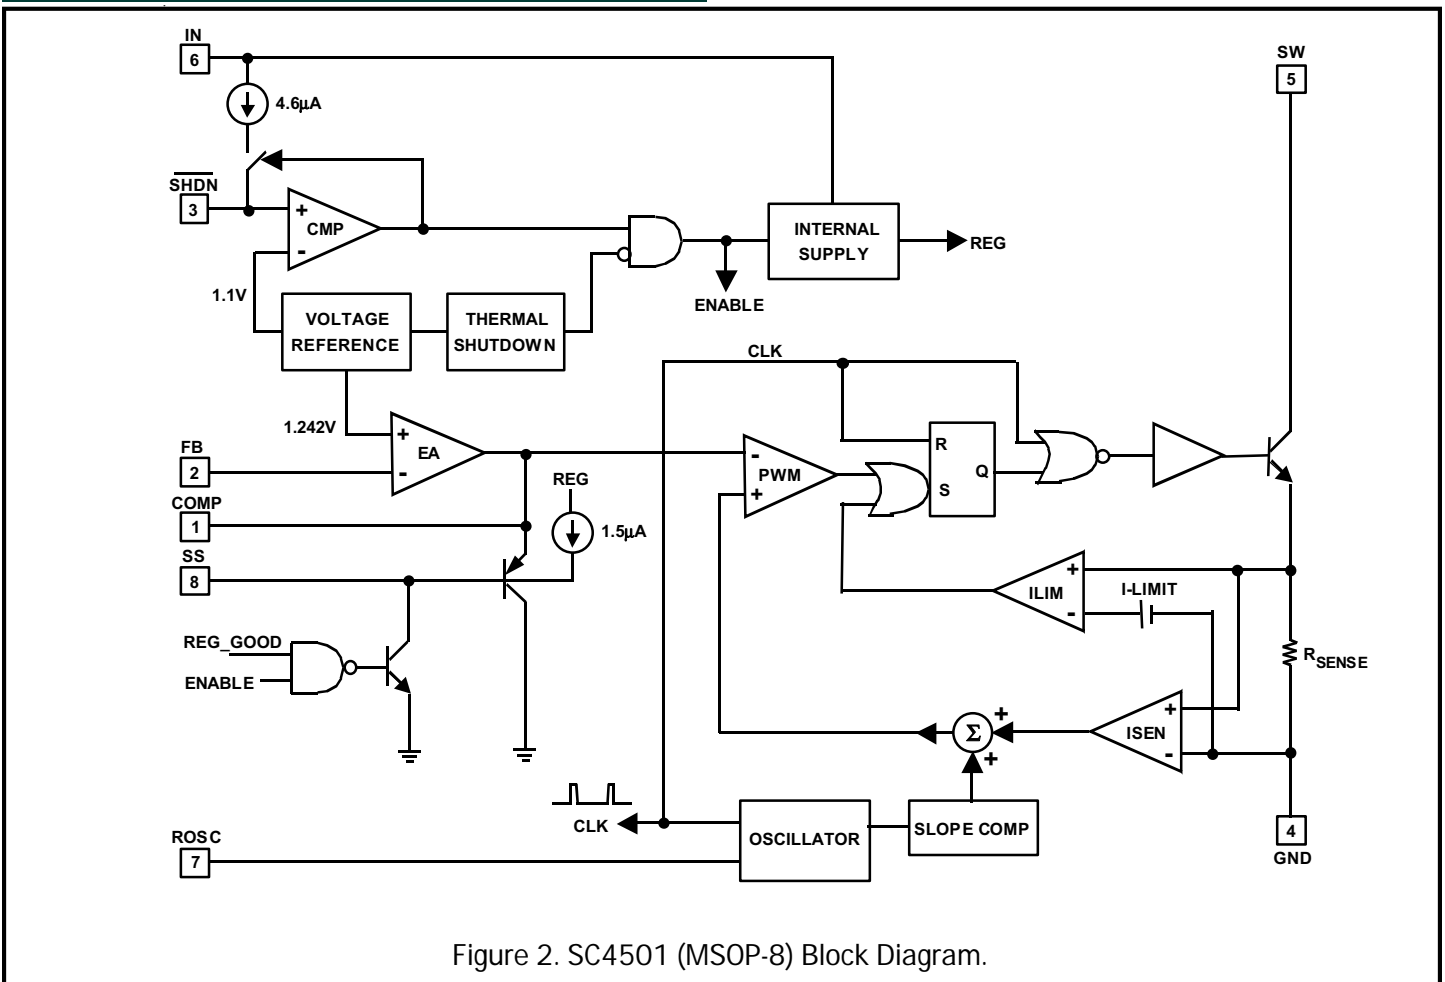 IN
6
SW
5
4.6µA
SHDN
3
+
CMP
-
INTERNAL
SUPPLY
REG
1.1V
ENABLE
VOLTAGE
REFERENCE
THERMAL
SHUTDOWN
CLK
1.242V
+
EA
-
FB
2
-
PWM
+
R
Q
S
COMP
1
REG
1.5µA
SS
8
+
ILIM
-
I-LIMIT
REG_GOOD
ENABLE
RSENSE
+
Σ
+
+
ISEN
-
CLK
OSCILLATOR
SLOPE COMP
ROSC
7
4
GND
Figure 2. SC4501 (MSOP-8) Block Diagram.